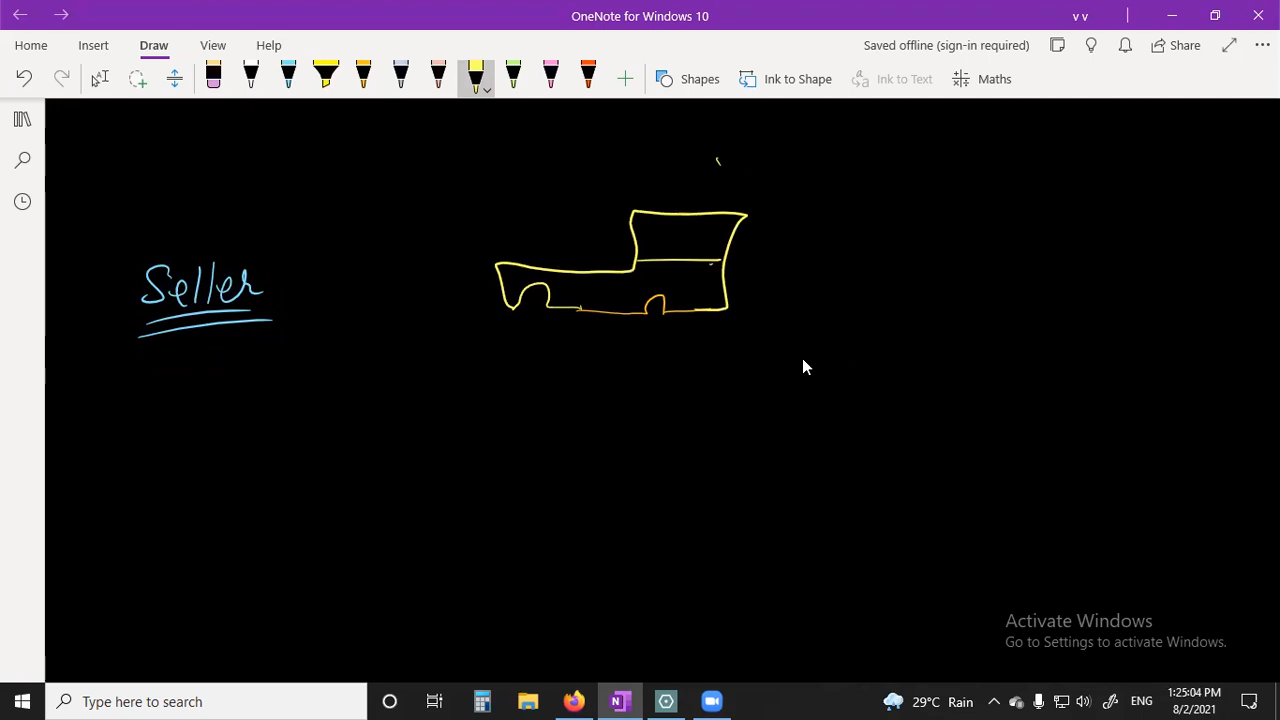 OneNote for Windows 10
v v
Home Insert Draw View Help
Saved offline (sign-in required)
Share
Shapes
Ink to Shape
Ink to Text
Maths
Seller
Activate Windows
Go to Settings to activate Windows.
Type here to search
29°C Rain
ENG
1:25:04 PM
8/2/2021